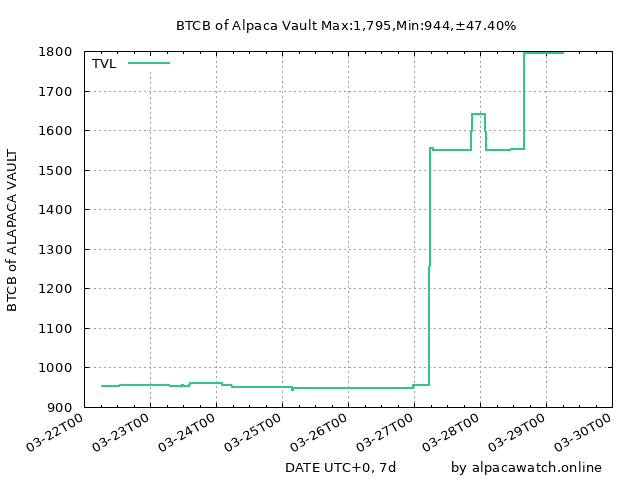 BTCB of Alpaca Vault Max:1,795,Min:944,±47.40%
TVL
1800
1700
1600
1500
1400
1300
1200
1100
1000
900
BTCB of ALAPACA VAULT
03-22T00
03-23T00
03-24T00
03-25T00
03-26T00
03-27T00
03-28T00
03-29T00
03-30T00
DATE UTC+0, 7d
by alpacawatch.online